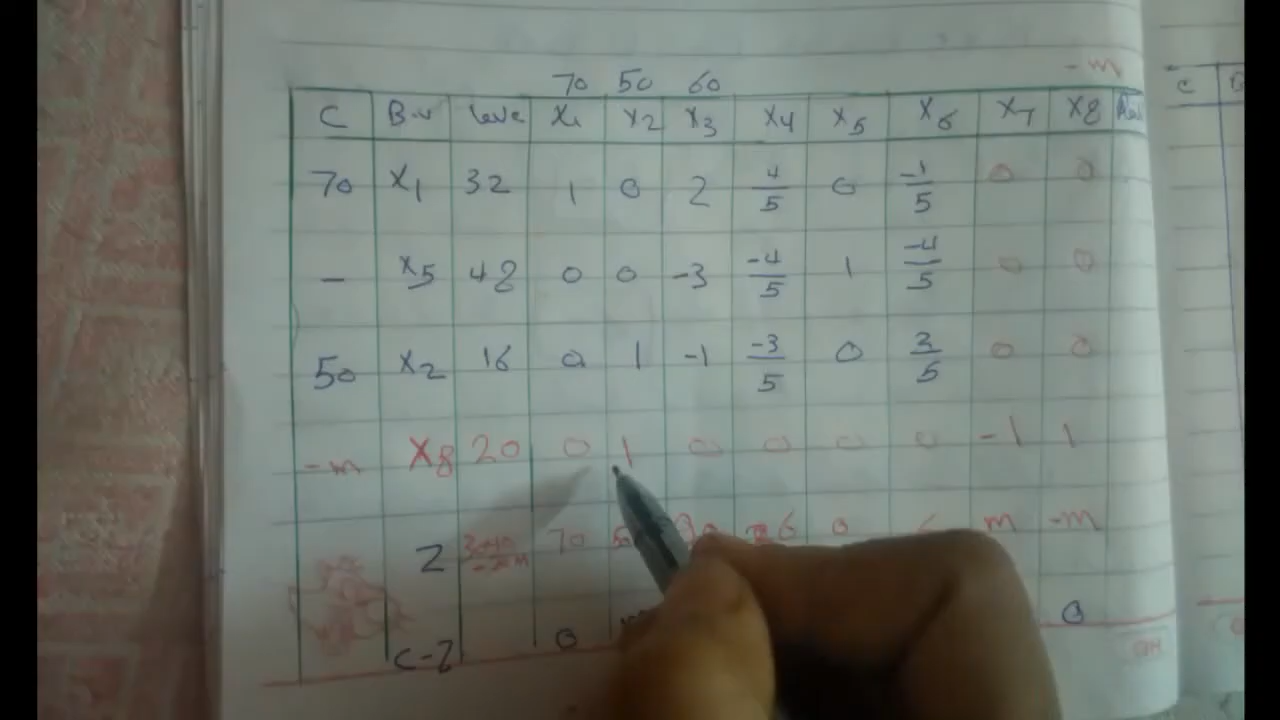 70 50 60 -m
C B.v x1 x2 x3 x4 x5 x6 x7 x8
70 x1 32 1 0 2 4/5 0 -1/5 0 0
- x5 48 0 0 -3 -4/5 1 -4/5 0 0
50 x2 16 0 1 -1 -3/5 0 3/5 0 0
-m x8 20 0 1 0 0 0 0 -1 1
Z 70 0 m -m
C-Z 0 0
C